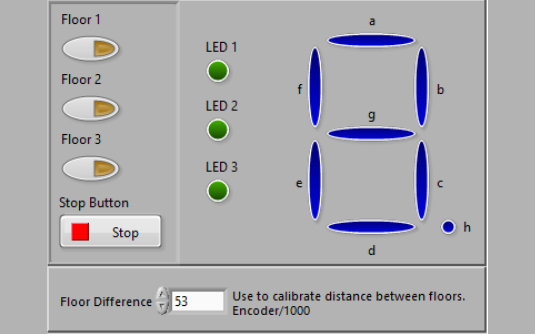 Floor 1
Floor 2
Floor 3
Stop Button
Stop
LED 1
LED 2
LED 3
a
f
b
g
e
c
h
d
Floor Difference
53
Use to calibrate distance between floors.
Encoder/1000